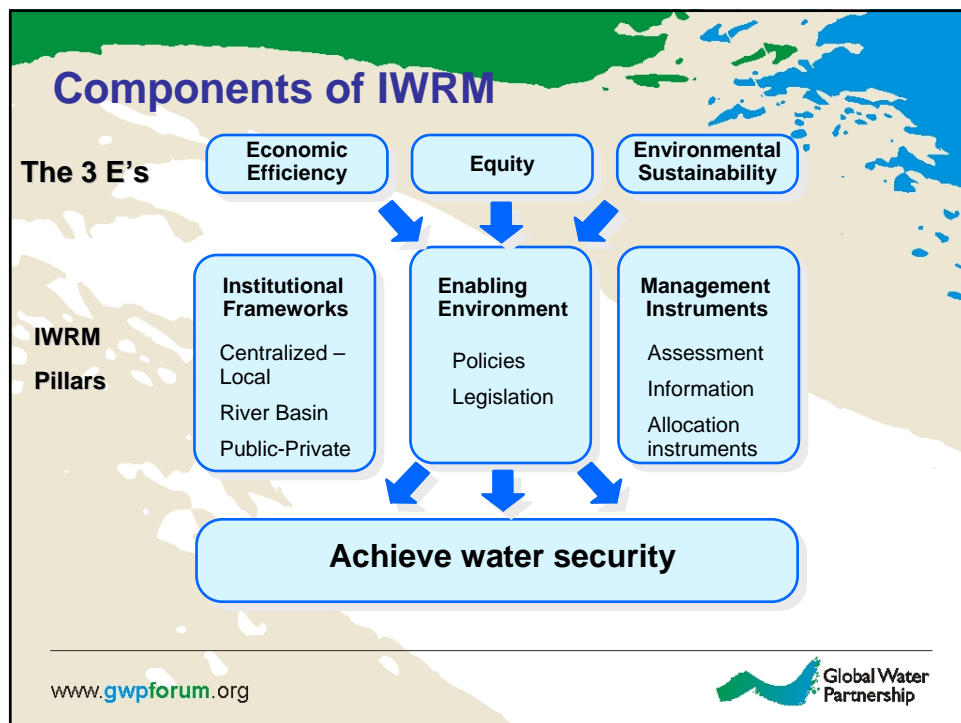 Components of IWRM
The 3 E's
Economic
Efficiency
Equity
Environmental
Sustainability
IWRM
Pillars
Institutional
Frameworks
Centralized –
Local
River Basin
Public-Private
Enabling
Environment
Policies
Legislation
Management
Instruments
Assessment
Information
Allocation
instruments
Achieve water security
www.gwpforum.org
Global Water
Partnership